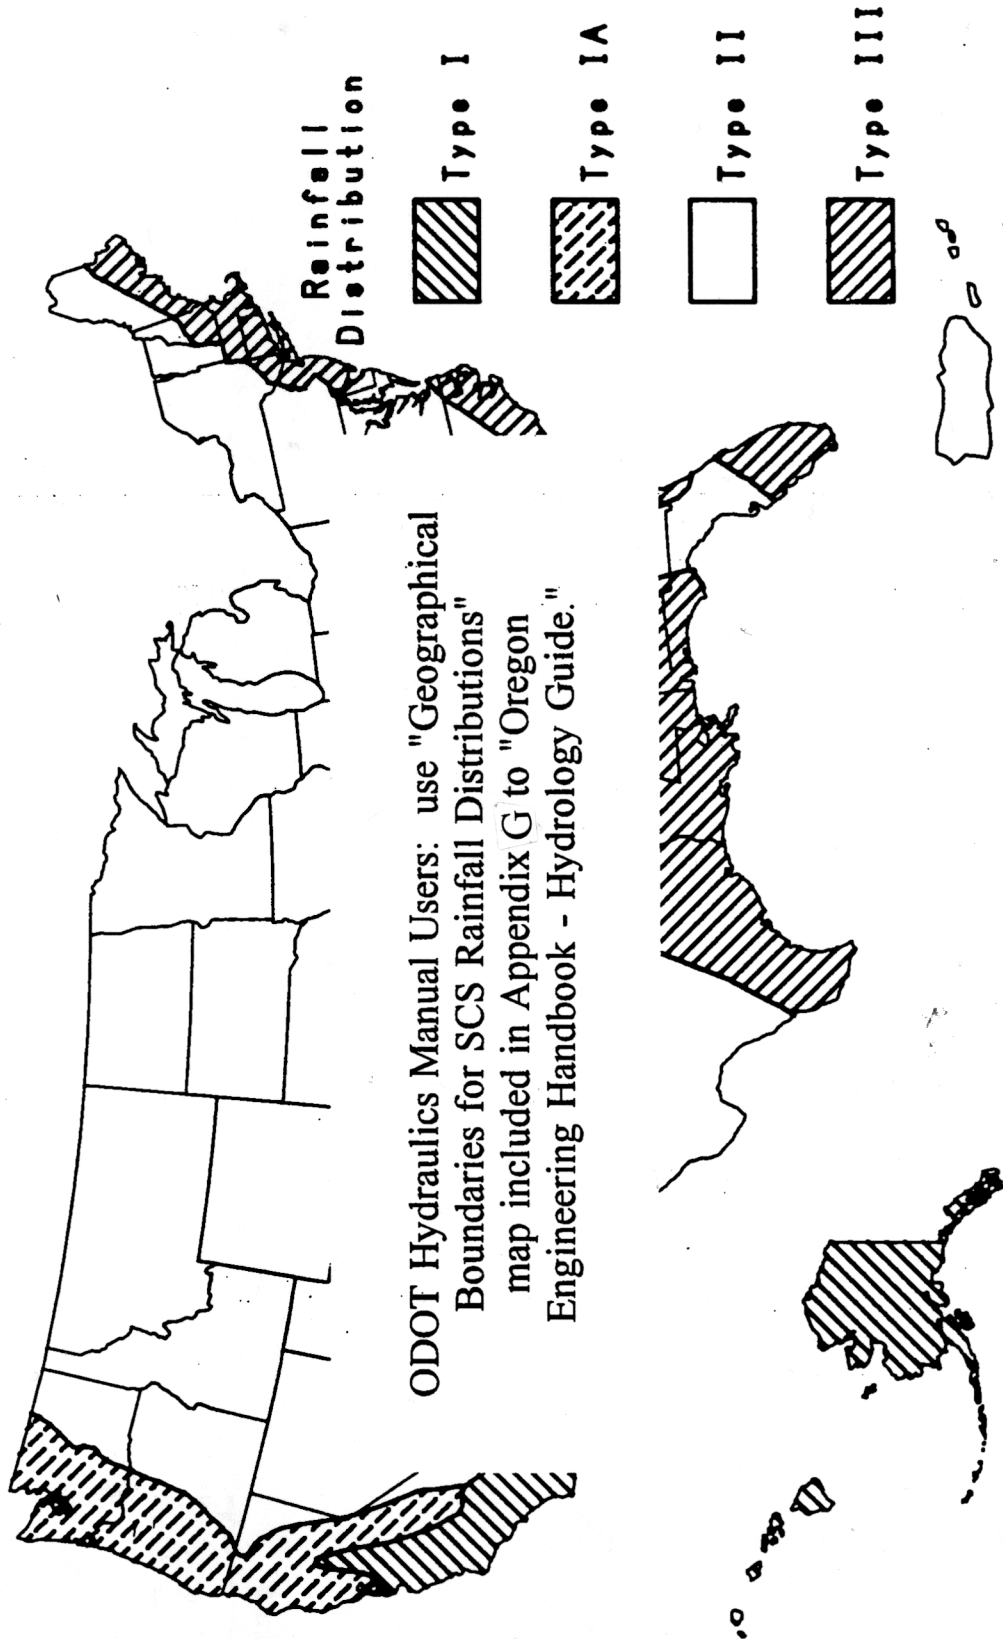 ODOT Hydraulics Manual Users: use "Geographical
Boundaries for SCS Rainfall Distributions"
map included in Appendix G to "Oregon
Engineering Handbook - Hydrology Guide."
Rainfall
Distribution
Type I
Type IA
Type II
Type III